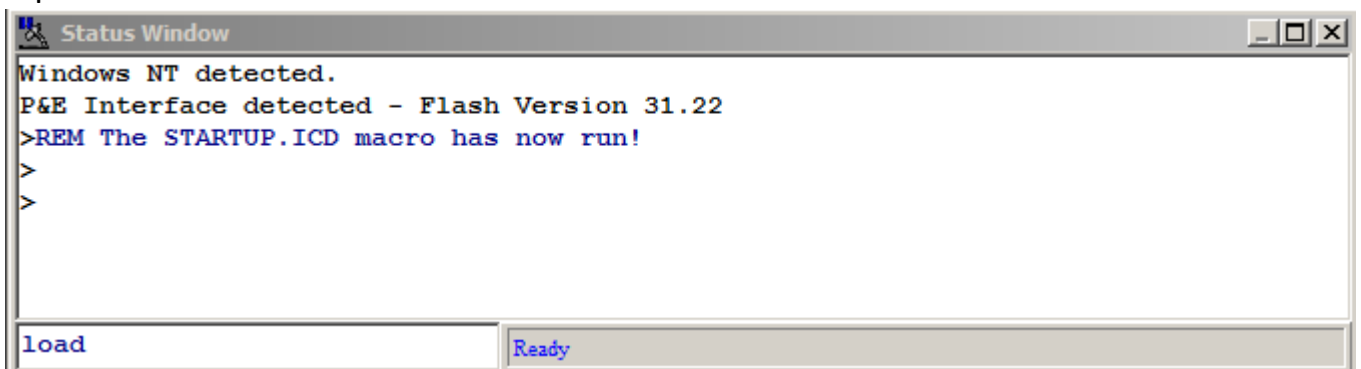 Status Window
Windows NT detected.
P&E Interface detected - Flash Version 31.22
>REM The STARTUP.ICD macro has now run!
>
>
load
Ready